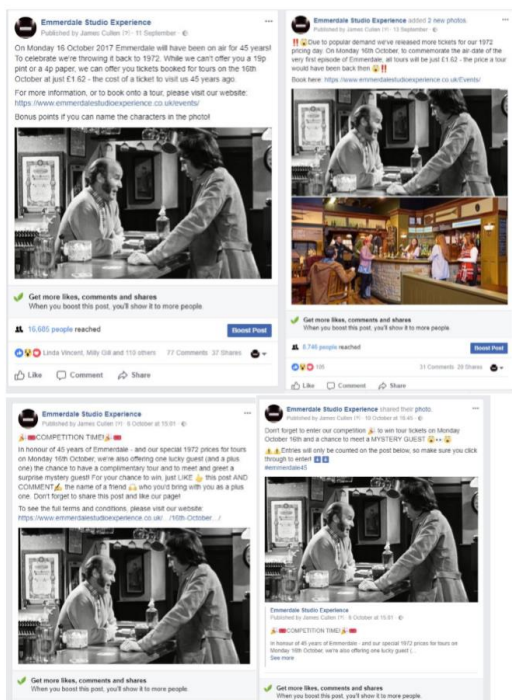 Emmerdale Studio Experience
Published by James Cullen · 11 September ·
On Monday 16 October 2017 Emmerdale will have been on air for 45 years!
To celebrate we're throwing it back to 1972. While we can't offer you a 19p
pint or a 4p paper, we can offer you tickets booked for tours on the 16th
October at just £1.62 - the cost of a ticket to visit us 45 years ago.
For more information, or to book onto a tour, please visit our website:
https://www.emmerdalestudioexperience.co.uk/events/
Bonus points if you can name the characters in the photo!
Get more likes, comments and shares
When you boost this post, you'll show it to more people.
16,685 people reached
Boost Post
Linda Vincent, Milly Gill and 110 others 77 Comments 37 Shares
Like Comment Share
Emmerdale Studio Experience added 2 new photos.
Published by James Cullen · September ·
‼ Due to popular demand we've released more tickets for our 1972
pricing day. On Monday 16th October, to commemorate the air date of the
very first episode of Emmerdale, all tours will be just £1.62 - the price a tour
would have been back then ‼
Book here: https://www.emmerdalestudioexperience.co.uk/Events/
Get more likes, comments and shares
When you boost this post, you'll show it to more people.
people reached
Boost Post
31 Comments Shares
Like Comment Share
Emmerdale Studio Experience
Published by James Cullen · October at 15:01 ·
COMPETITION TIME!
In honour of 45 years of Emmerdale - and our special 1972 prices for tours
on Monday 16th October, we're also offering one lucky guest (and a plus
one) the chance to have a complimentary tour and to meet and greet a
surprise mystery guest! For your chance to win, just LIKE this post AND
COMMENT the name of a friend who you'd bring with you as a plus
one. Don't forget to share this post and like our page!
To see the full terms and conditions, please visit our website:
https://www.emmerdalestudioexperience.co.uk/.../16th-October.../
Get more likes, comments and shares
When you boost this post, you'll show it to more people.
Emmerdale Studio Experience shared their photo.
Published by James Cullen · 10 October at 16:45 ·
Don't forget to enter our competition to win tour tickets on Monday
October 16th and a chance to meet a MYSTERY GUEST
Entries will only be counted on the post below, so make sure you click
through to enter!
#emmerdale45
Emmerdale Studio Experience
Published by James Cullen · October at 15:01 ·
COMPETITION TIME!
In honour of 45 years of Emmerdale - and our special 1972 prices for tours on
Monday 16th October, we're also offering one lucky guest (...
See more
Get more likes, comments and shares
When you boost this post, you'll show it to more people.